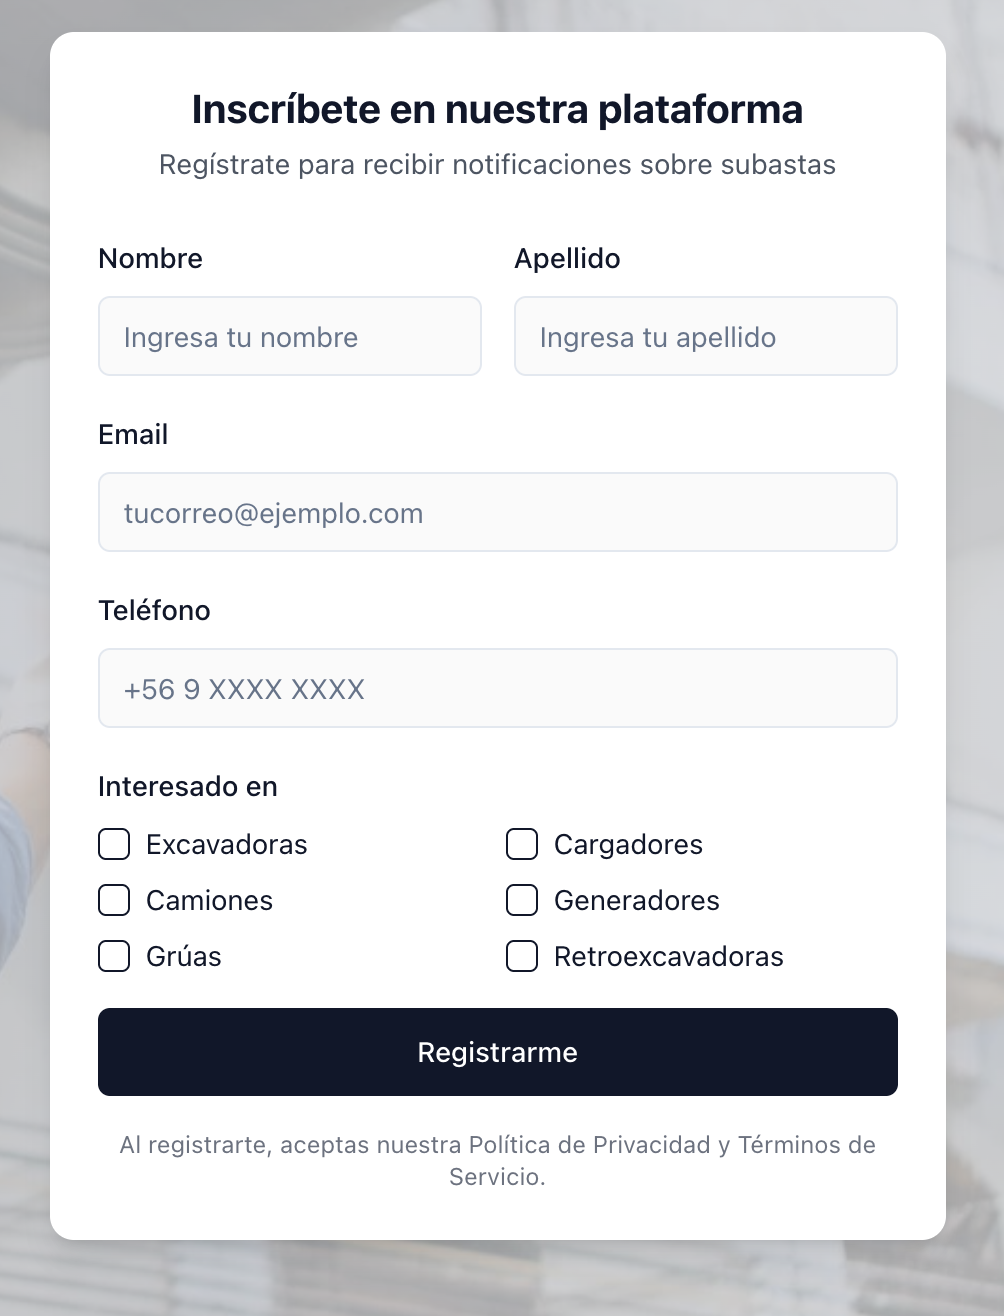 Inscríbete en nuestra plataforma
Regístrate para recibir notificaciones sobre subastas
Nombre
Apellido
Ingresa tu nombre
Ingresa tu apellido
Email
tucorreo@ejemplo.com
Teléfono
+56 9 XXXX XXXX
Interesado en
Excavadoras
Cargadores
Camiones
Generadores
Grúas
Retroexcavadoras
Registrarme
Al registrarte, aceptas nuestra Política de Privacidad y Términos de
Servicio.